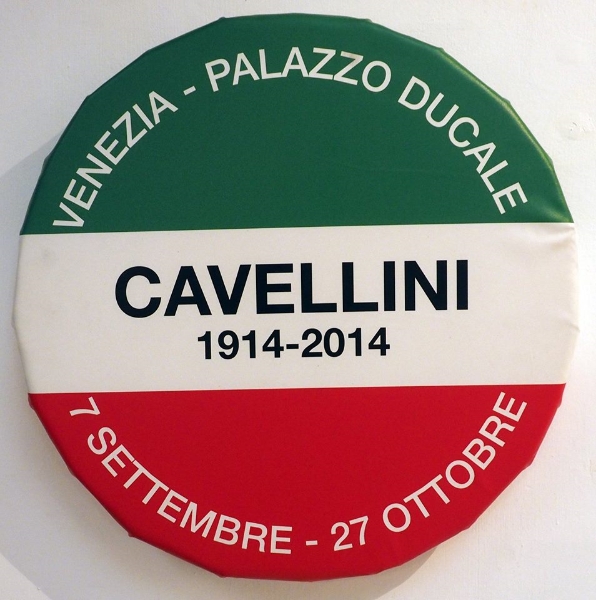 VENEZIA - PALAZZO DUCALE
CAVELLINI
1914-2014
7 SETTEMBRE - 27 OTTOBRE